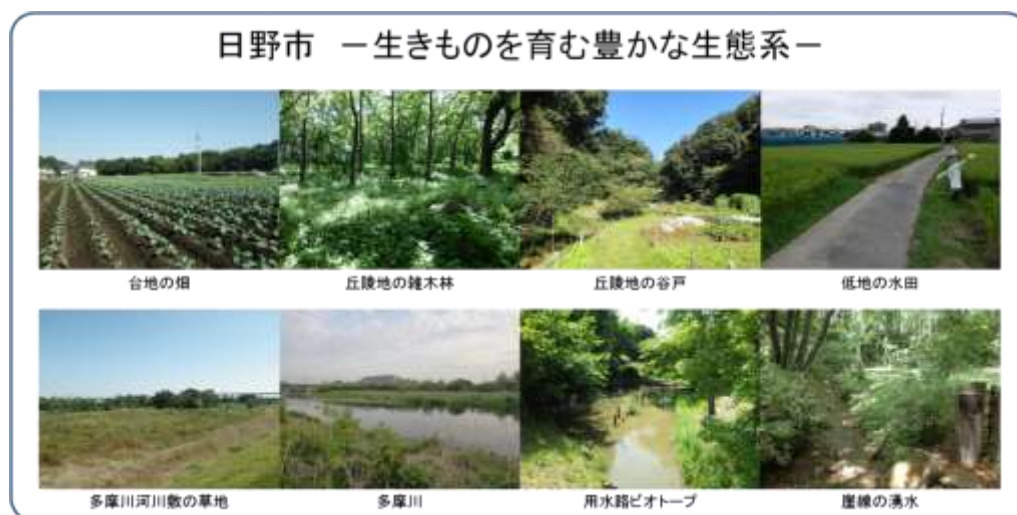 日野市 －生きものを育む豊かな生態系－
台地の畑
丘陵地の雑木林
丘陵地の谷戸
低地の水田
多摩川河川敷の草地
多摩川
用水路ビオトープ
崖線の湧水